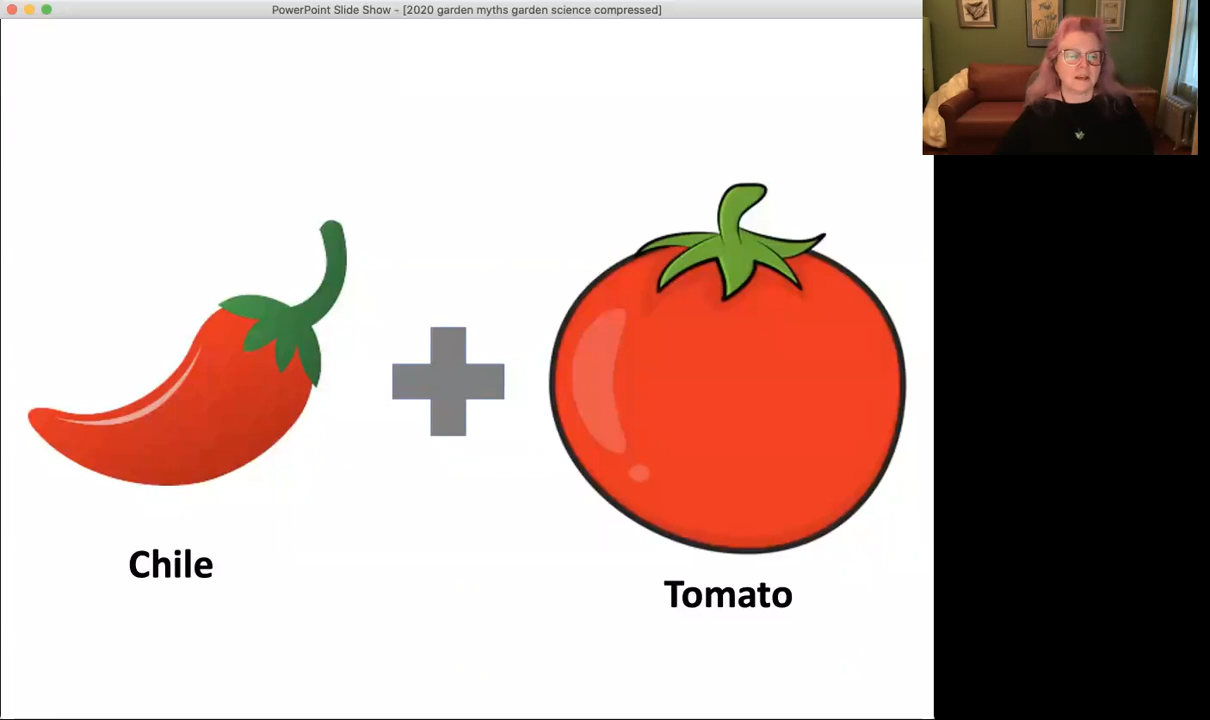 PowerPoint Slide Show - [2020 garden myths garden science compressed]
Chile
Tomato